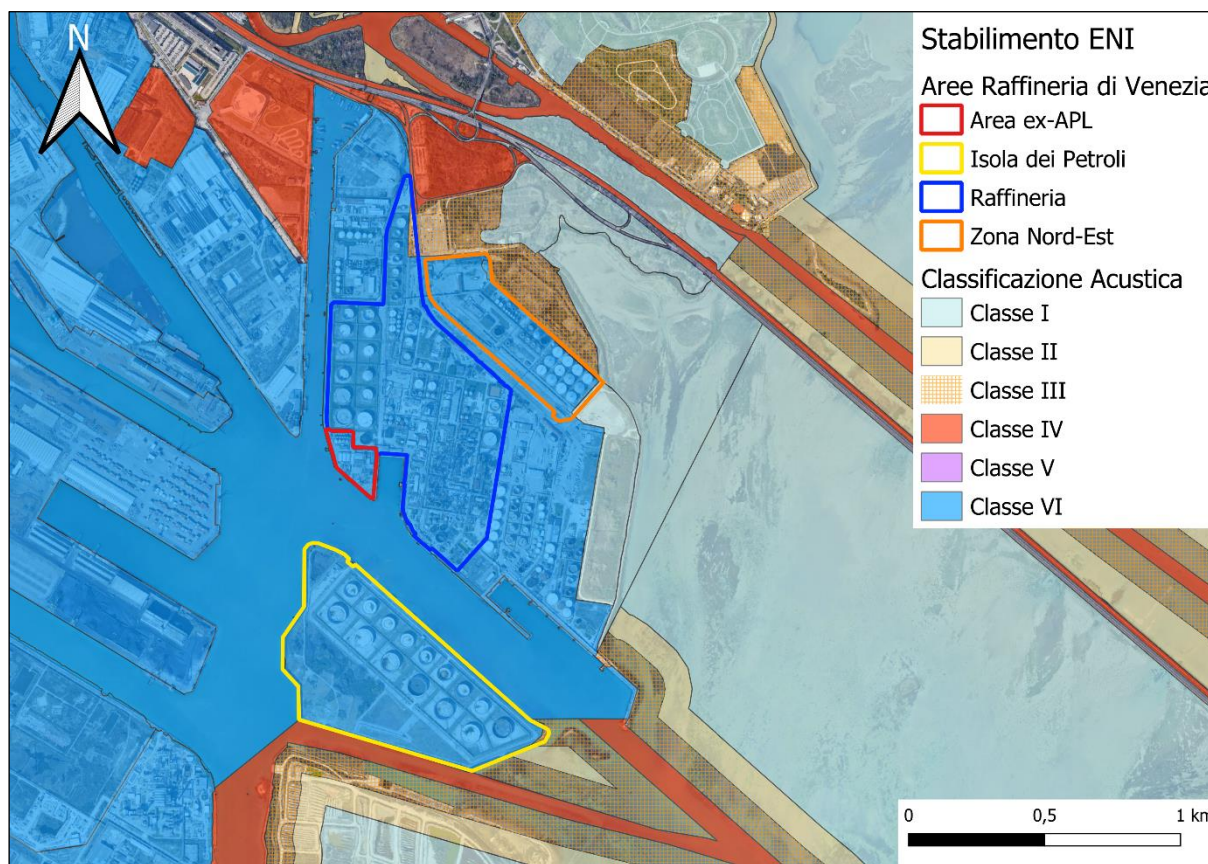 N
Stabilimento ENI
Aree Raffineria di Venezia
Area ex-APL
Isola dei Petroli
Raffineria
Zona Nord-Est
Classificazione Acustica
Classe I
Classe II
Classe III
Classe IV
Classe V
Classe VI
0 0,5 1 km